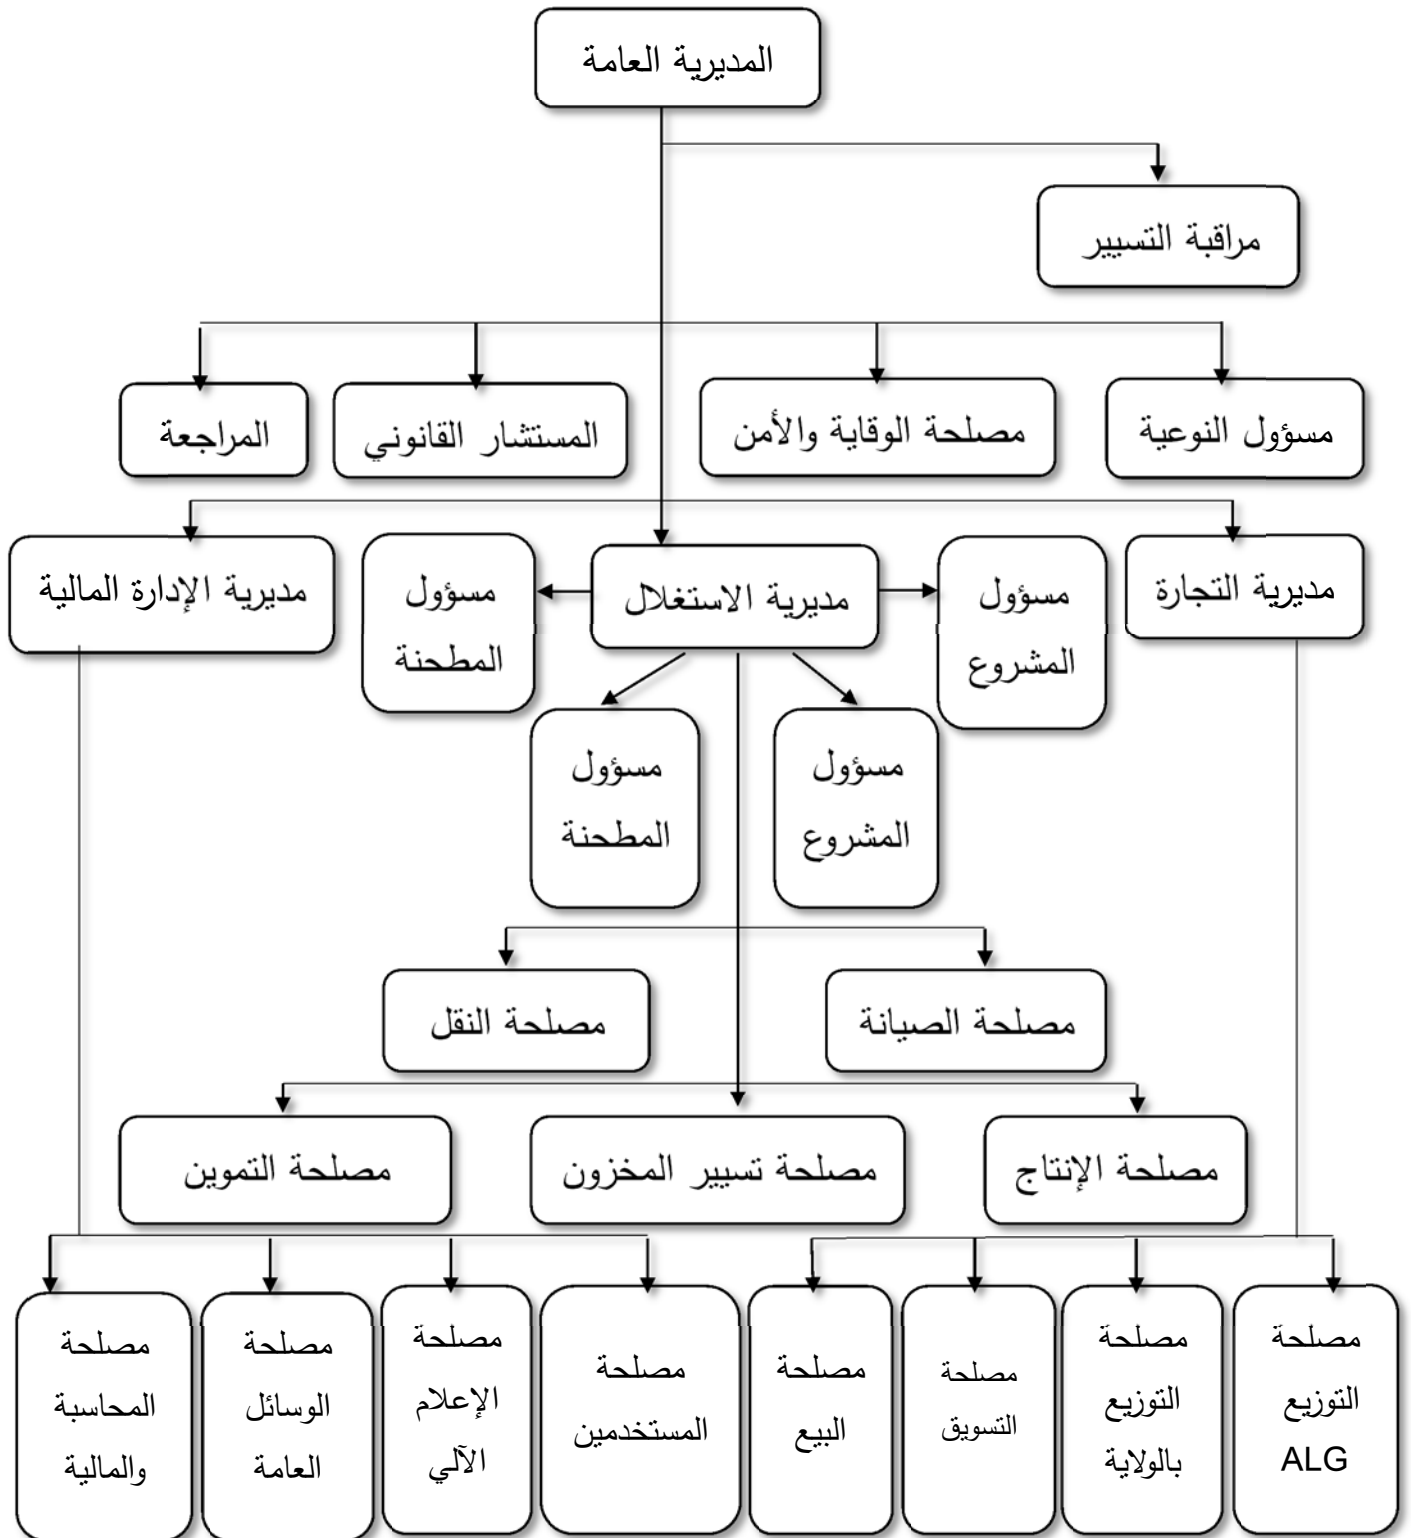 المديرية العامة
مراقبة التسيير
مسؤول النوعية
مصلحة الوقاية والأمن
المستشار القانوني
المراجعة
مديرية التجارة
مسؤول
المشروع
مديرية الاستغلال
مسؤول
المطحنة
مديرية الإدارة المالية
مسؤول
المشروع
مسؤول
المطحنة
مصلحة الصيانة
مصلحة النقل
مصلحة الإنتاج
مصلحة تسيير المخزون
مصلحة التموين
مصلحة
التوزيع
ALG
مصلحة
التوزيع
بالولاية
مصلحة
التسويق
مصلحة
البيع
مصلحة
المستخدمين
مصلحة
الإعلام
الآلي
مصلحة
الوسائل
العامة
مصلحة
المحاسبة
والمالية